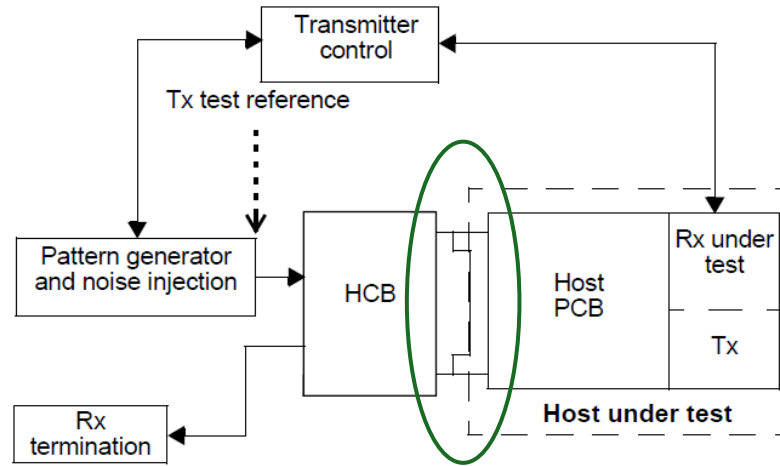 Transmitter
control
Tx test reference
Pattern generator
and noise injection
HCB
Host
PCB
Rx under
test
Tx
Host under test
Rx
termination